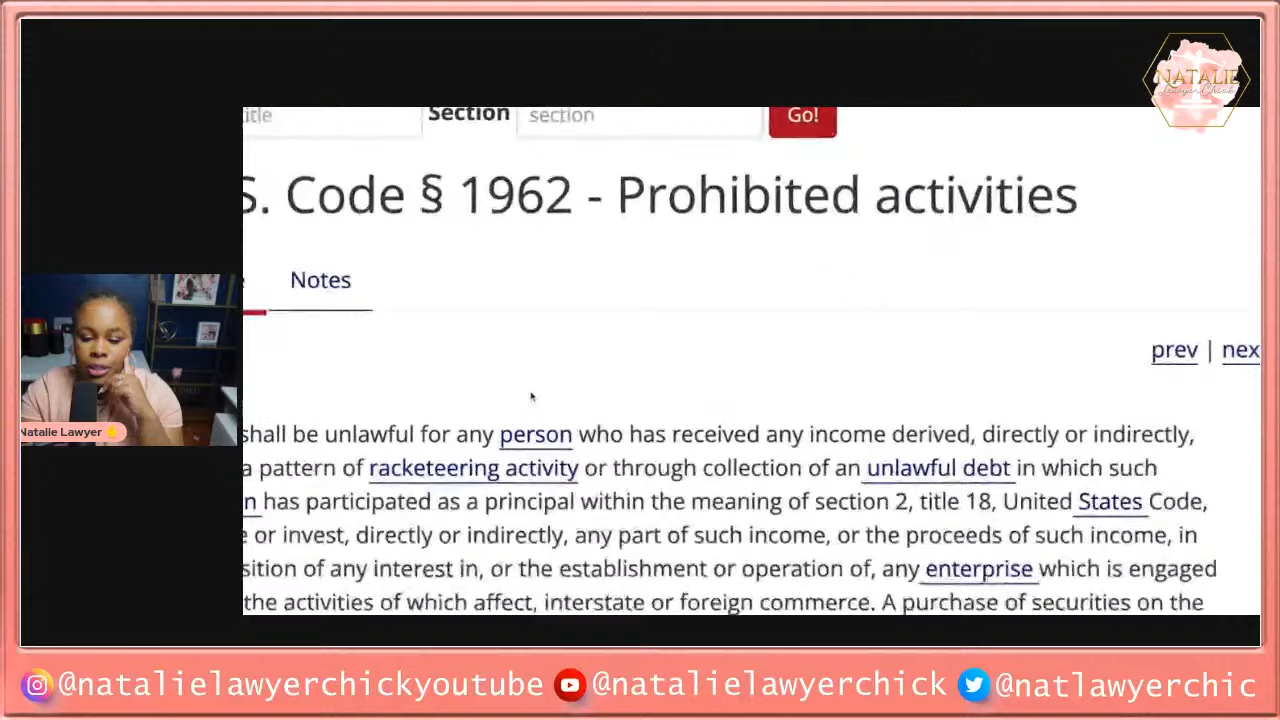 NATALIE
LawyerChick
title
Section
section
Go!
S. Code § 1962 - Prohibited activities
Notes
prev | nex
shall be unlawful for any person who has received any income derived, directly or indirectly,
a pattern of racketeering activity or through collection of an unlawful debt in which such
n has participated as a principal within the meaning of section 2, title 18, United States Code,
e or invest, directly or indirectly, any part of such income, or the proceeds of such income, in
sition of any interest in, or the establishment or operation of, any enterprise which is engaged
the activities of which affect, interstate or foreign commerce. A purchase of securities on the
Natalie Lawyer
@natalielawyerchickyoutube @natalielawyerchick @natlawyerchic